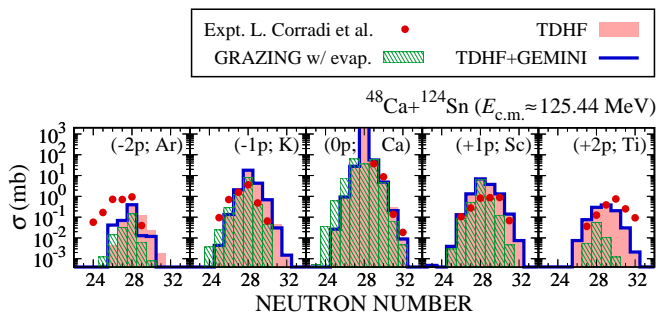 Expt. L. Corradi et al.
TDHF
GRAZING w/ evap.
TDHF+GEMINI
⁴⁸Ca+¹²⁴Sn (E_c.m.≈125.44 MeV)
σ (mb)
10³
10²
10¹
10⁰
10⁻¹
10⁻²
10⁻³
(-2p; Ar)
(-1p; K)
(0p; Ca)
(+1p; Sc)
(+2p; Ti)
24 28 32
24 28 32
24 28 32
24 28 32
24 28 32
NEUTRON NUMBER